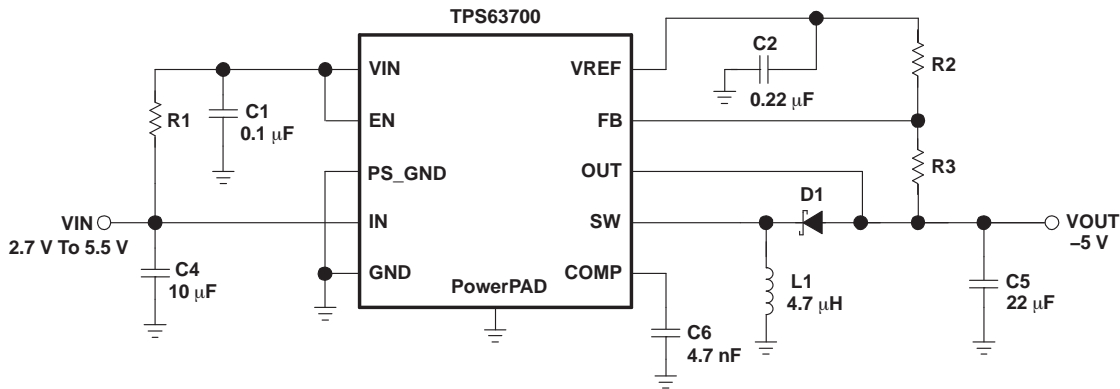 TPS63700
VIN
VREF
C2
0.22 μF
R2
R1
C1
0.1 μF
EN
FB
PS_GND
OUT
R3
D1
VIN
2.7 V To 5.5 V
IN
SW
VOUT
–5 V
C4
10 μF
GND
COMP
PowerPAD
L1
4.7 μH
C5
22 μF
C6
4.7 nF